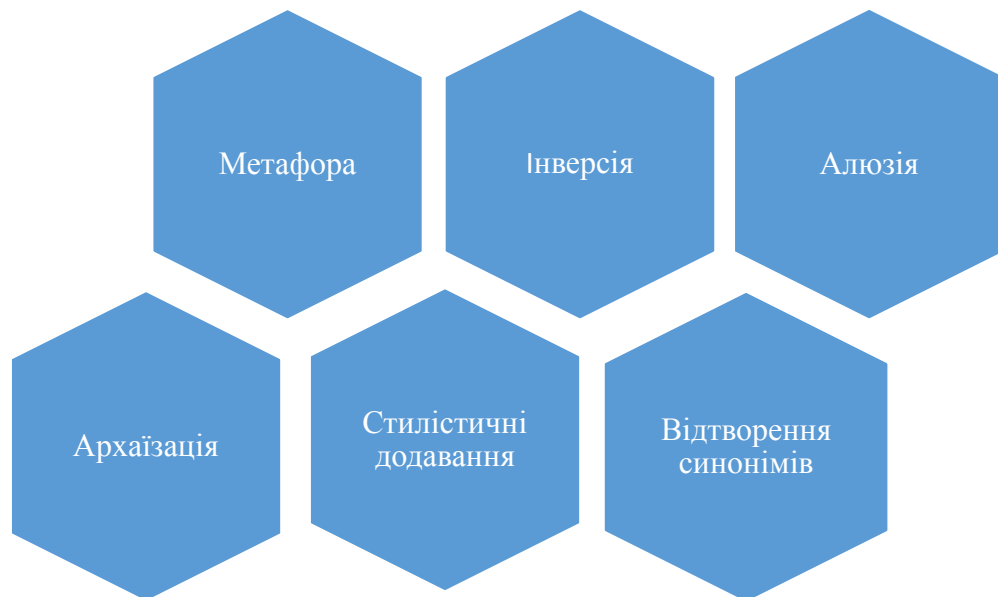 Метафора
Інверсія
Алюзія
Архаїзація
Стилістичні
додавання
Відтворення
синонімів